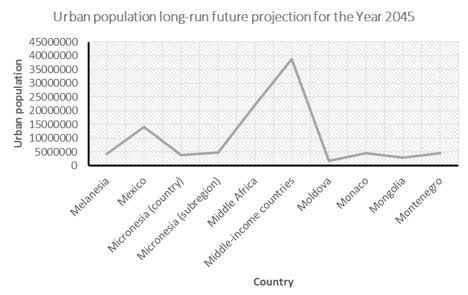 Urban population long-run future projection for the Year 2045
Urban population
45000000
40000000
35000000
30000000
25000000
20000000
15000000
10000000
5000000
0
Melanesia
Mexico
Micronesia (country)
Micronesia (subregion)
Middle Africa
Middle-income countries
Moldova
Monaco
Mongolia
Montenegro
Country